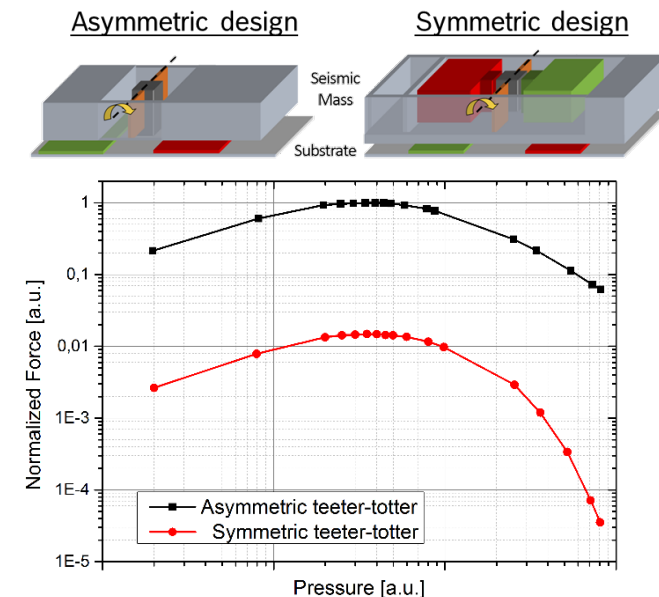 Asymmetric design
Symmetric design
Seismic
Mass
Substrate
Normalized Force [a.u.]
1
0,1
0,01
1E-3
1E-4
1E-5
Asymmetric teeter-totter
Symmetric teeter-totter
Pressure [a.u.]